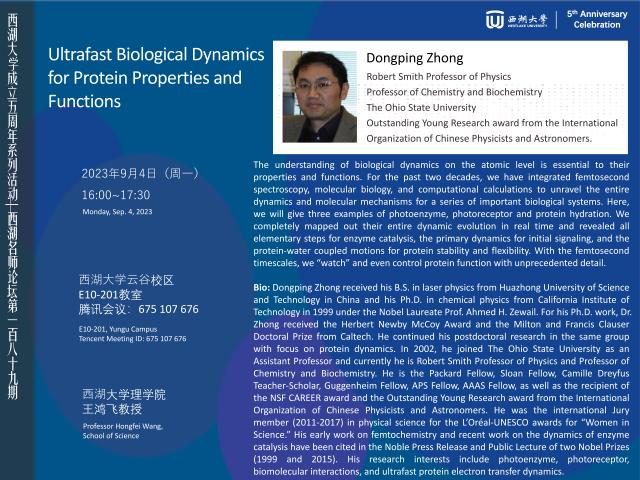 西湖大学成立五周年系列活动—西湖名师论坛第一百八十九期
西湖大學
WESTLAKE UNIVERSITY
5th Anniversary
Celebration
Ultrafast Biological Dynamics
for Protein Properties and
Functions
Dongping Zhong
Robert Smith Professor of Physics
Professor of Chemistry and Biochemistry
The Ohio State University
Outstanding Young Research award from the International
Organization of Chinese Physicists and Astronomers.
2023年9月4日（周一）
16:00~17:30
Monday, Sep. 4, 2023
西湖大学云谷校区
E10-201教室
腾讯会议：675 107 676
E10-201, Yungu Campus
Tencent Meeting ID: 675 107 676
西湖大学理学院
王鸿飞教授
Professor Hongfei Wang,
School of Science
The understanding of biological dynamics on the atomic level is essential to their
properties and functions. For the past two decades, we have integrated femtosecond
spectroscopy, molecular biology, and computational calculations to unravel the entire
dynamics and molecular mechanisms for a series of important biological systems. Here,
we will give three examples of photoenzyme, photoreceptor and protein hydration. We
completely mapped out their entire dynamic evolution in real time and revealed all
elementary steps for enzyme catalysis, the primary dynamics for initial signaling, and the
protein-water coupled motions for protein stability and flexibility. With the femtosecond
timescales, we “watch” and even control protein function with unprecedented detail.
Bio: Dongping Zhong received his B.S. in laser physics from Huazhong University of Science
and Technology in China and his Ph.D. in chemical physics from California Institute of
Technology in 1999 under the Nobel Laureate Prof. Ahmed H. Zewail. For his Ph.D. work, Dr.
Zhong received the Herbert Newby McCoy Award and the Milton and Francis Clauser
Doctoral Prize from Caltech. He continued his postdoctoral research in the same group
with focus on protein dynamics. In 2002, he joined The Ohio State University as an
Assistant Professor and currently he is Robert Smith Professor of Physics and Professor of
Chemistry and Biochemistry. He is the Packard Fellow, Sloan Fellow, Camille Dreyfus
Teacher-Scholar, Guggenheim Fellow, APS Fellow, AAAS Fellow, as well as the recipient of
the NSF CAREER award and the Outstanding Young Research award from the International
Organization of Chinese Physicists and Astronomers. He was the international Jury
member (2011-2017) in physical science for the L’Oréal-UNESCO awards for “Women in
Science.” His early work on femtochemistry and recent work on the dynamics of enzyme
catalysis have been cited in the Noble Press Release and Public Lecture of two Nobel Prizes
(1999 and 2015). His research interests include photoenzyme, photoreceptor,
biomolecular interactions, and ultrafast protein electron transfer dynamics.